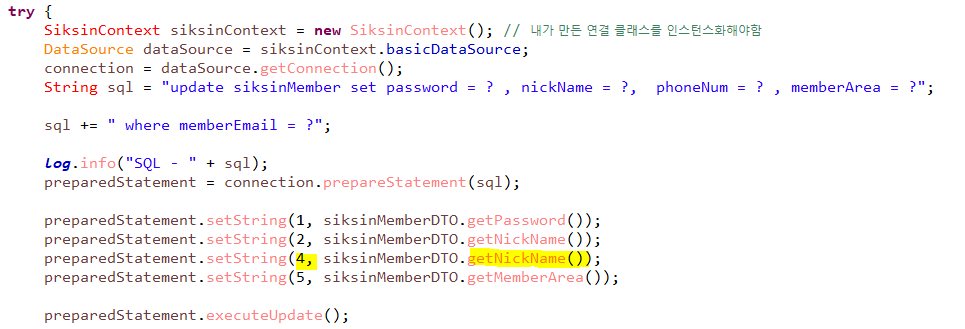 try {
SiksinContext siksinContext = new SiksinContext(); // 내가 만든 연결 클래스를 인스턴스화해야함
DataSource dataSource = siksinContext.basicDataSource;
connection = dataSource.getConnection();
String sql = "update siksinMember set password = ? , nickName = ?,  phoneNum = ? , memberArea = ?";
sql += " where memberEmail = ?";
log.info("SQL - " + sql);
preparedStatement = connection.prepareStatement(sql);
preparedStatement.setString(1, siksinMemberDTO.getPassword());
preparedStatement.setString(2, siksinMemberDTO.getNickName());
preparedStatement.setString(4, siksinMemberDTO.getNickName());
preparedStatement.setString(5, siksinMemberDTO.getMemberArea());
preparedStatement.executeUpdate();